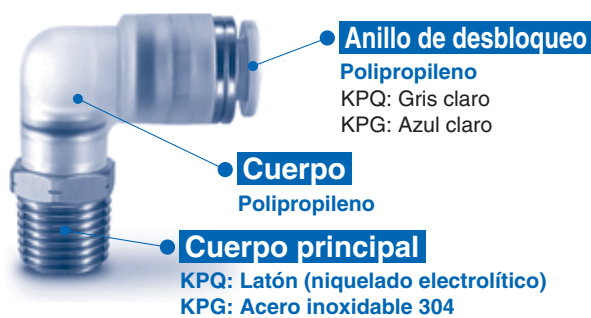 Anillo de desbloqueo
Polipropileno
KPQ: Gris claro
KPG: Azul claro
Cuerpo
Polipropileno
Cuerpo principal
KPQ: Latón (niquelado electrolítico)
KPG: Acero inoxidable 304